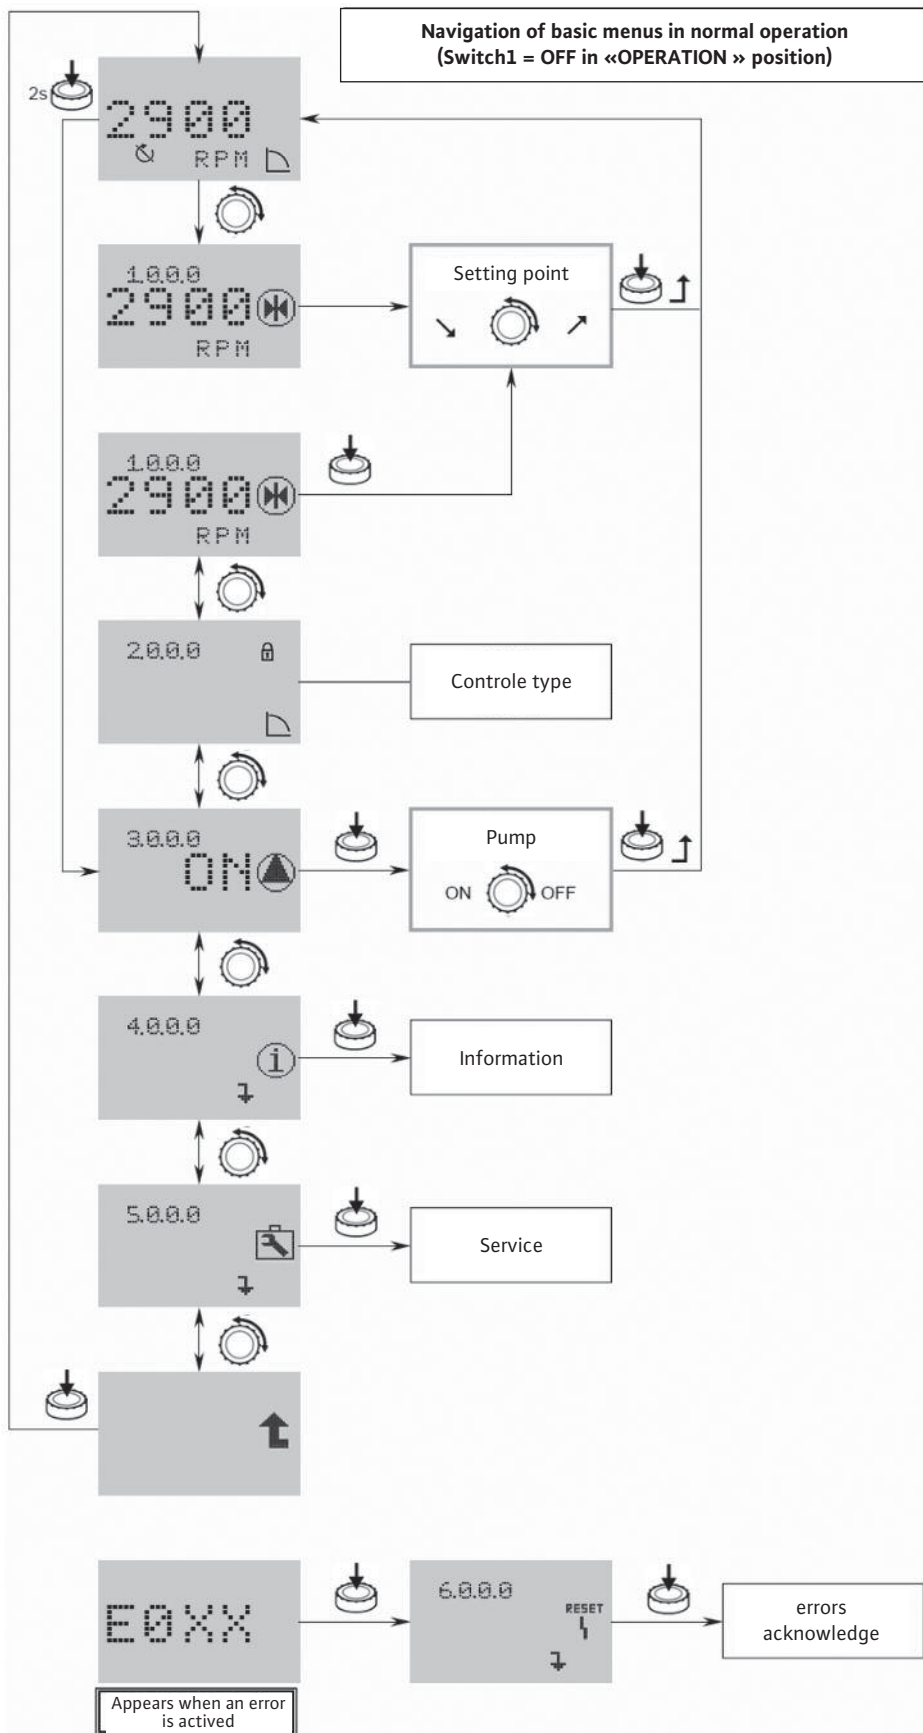 Navigation of basic menus in normal operation
(Switch1 = OFF in «OPERATION » position)
2s
2900
RPM
1.0.0.0
2900
RPM
Setting point
1.0.0.0
2900
RPM
2.0.0.0
Controle type
3.0.0.0
ON
Pump
ON OFF
4.0.0.0
i
Information
5.0.0.0
Service
E0XX
6.0.0.0
RESET
errors
acknowledge
Appears when an error
is actived